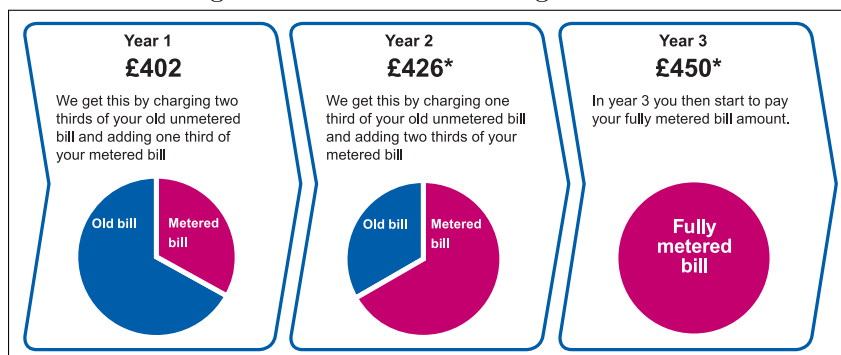 Year 1
£402
We get this by charging two
thirds of your old unmetered
bill and adding one third of
your metered bill
Old bill
Metered
bill
Year 2
£426*
We get this by charging one
third of your old unmetered bill
and adding two thirds of your
metered bill
Old bill
Metered
bill
Year 3
£450*
In year 3 you then start to pay
your fully metered bill amount.
Fully
metered
bill